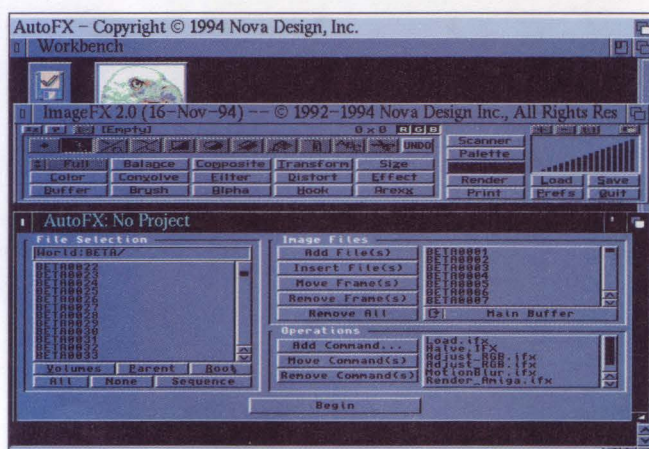 AutoFX – Copyright © 1994 Nova Design, Inc.
Workbench
ImageFX 2.0 (16–Nov–94) –– © 1992–1994 Nova Design Inc., All Rights Res
[Empty] 0 x 0 R G B
UNDO
Scanner
Palette
Full Balance Composite Transform Size
Color Convolve Filter Distort Effect Render Load Save
Buffer Brush Alpha Hook Arexx Print Prefs Quit
AutoFX: No Project
File Selection
World:BETA/
BETA0022
BETA0023
BETA0024
BETA0025
BETA0026
BETA0027
BETA0028
BETA0029
BETA0030
BETA0031
BETA0032
BETA0033
Volumes Parent Root
All None Sequence
Image Files
Add File(s)
Insert File(s)
Move Frame(s)
Remove Frame(s)
Remove All
BETA0001
BETA0002
BETA0003
BETA0004
BETA0005
BETA0006
BETA0007
Main Buffer
Operations
Add Command...
Move Command(s)
Remove Command(s)
Load.ifx
Halve.IFX
Adjust_RGB.ifx
Adjust_RGB.ifx
MotionBlur.ifx
Render_Amiga.ifx
Begin